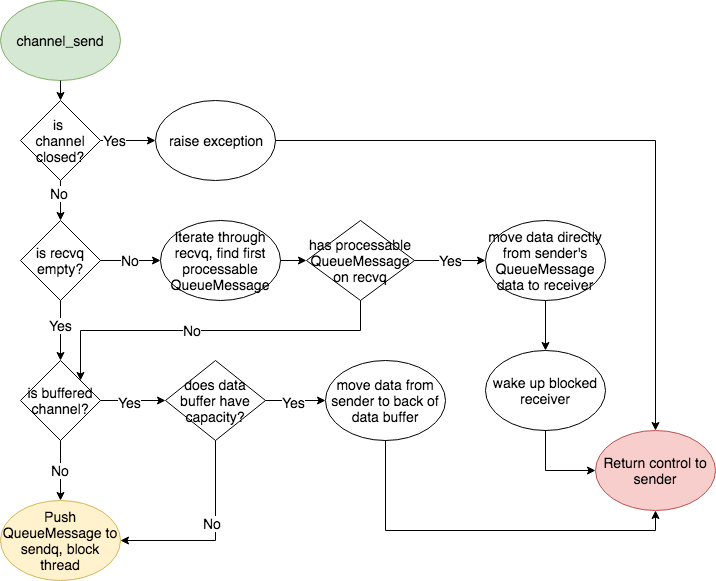 channel_send
is
channel
closed?
Yes
raise exception
No
is recvq
empty?
No
Iterate through
recvq, find first
processable
QueueMessage
has processable
QueueMessage
on recvq
Yes
move data directly
from sender's
QueueMessage
data to receiver
Yes
No
is buffered
channel?
Yes
does data
buffer have
capacity?
Yes
move data from
sender to back of
data buffer
wake up blocked
receiver
No
No
Push
QueueMessage to
sendq, block
thread
Return control to
sender